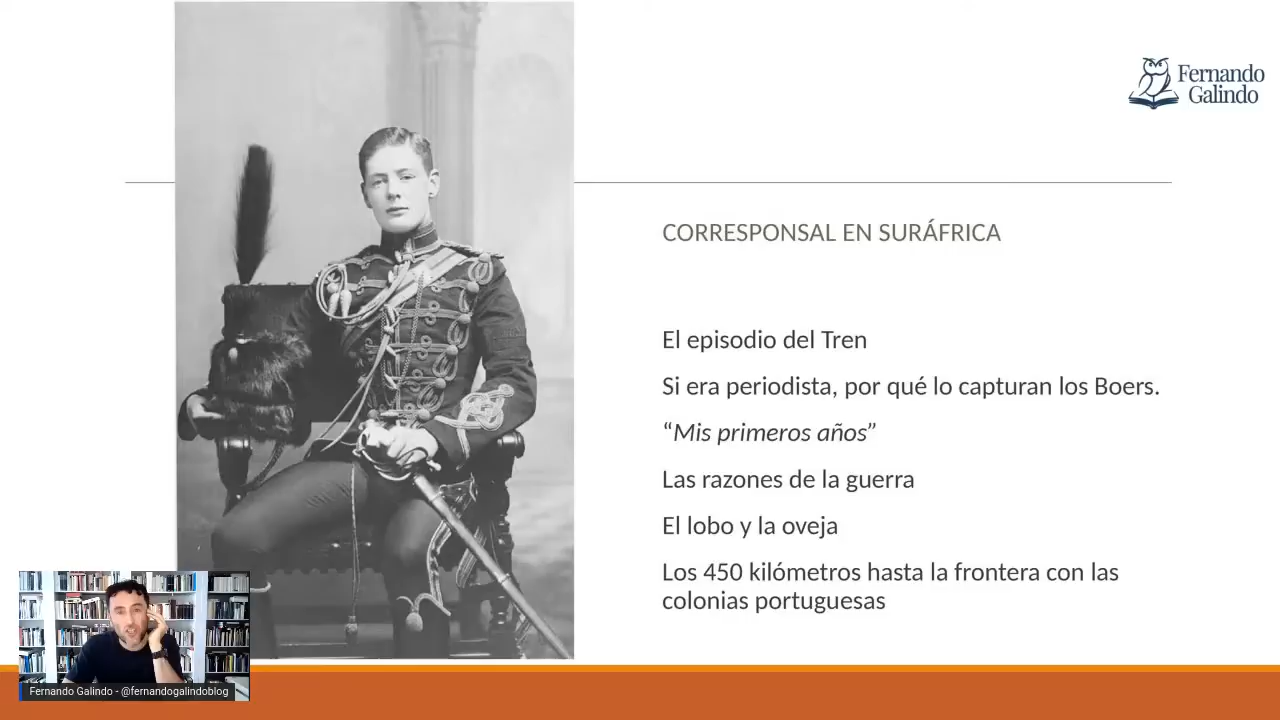 Fernando
Galindo
CORRESPONSAL EN SURÁFRICA
El episodio del Tren
Si era periodista, por qué lo capturan los Boers.
“Mis primeros años”
Las razones de la guerra
El lobo y la oveja
Los 450 kilómetros hasta la frontera con las
colonias portuguesas
Fernando Galindo - @fernandogalindoblog